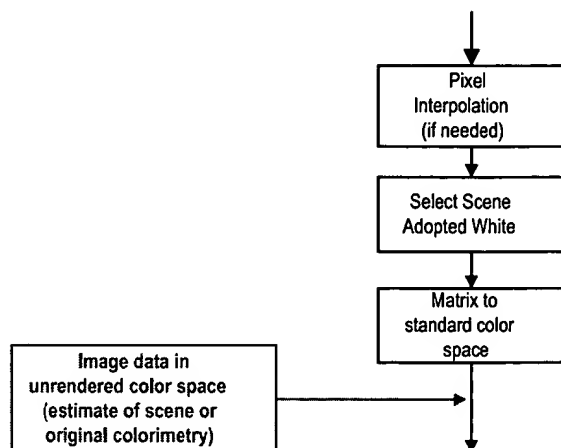 Pixel
Interpolation
(if needed)
Select Scene
Adopted White
Matrix to
standard color
space
Image data in
unrendered color space
(estimate of scene or
original colorimetry)